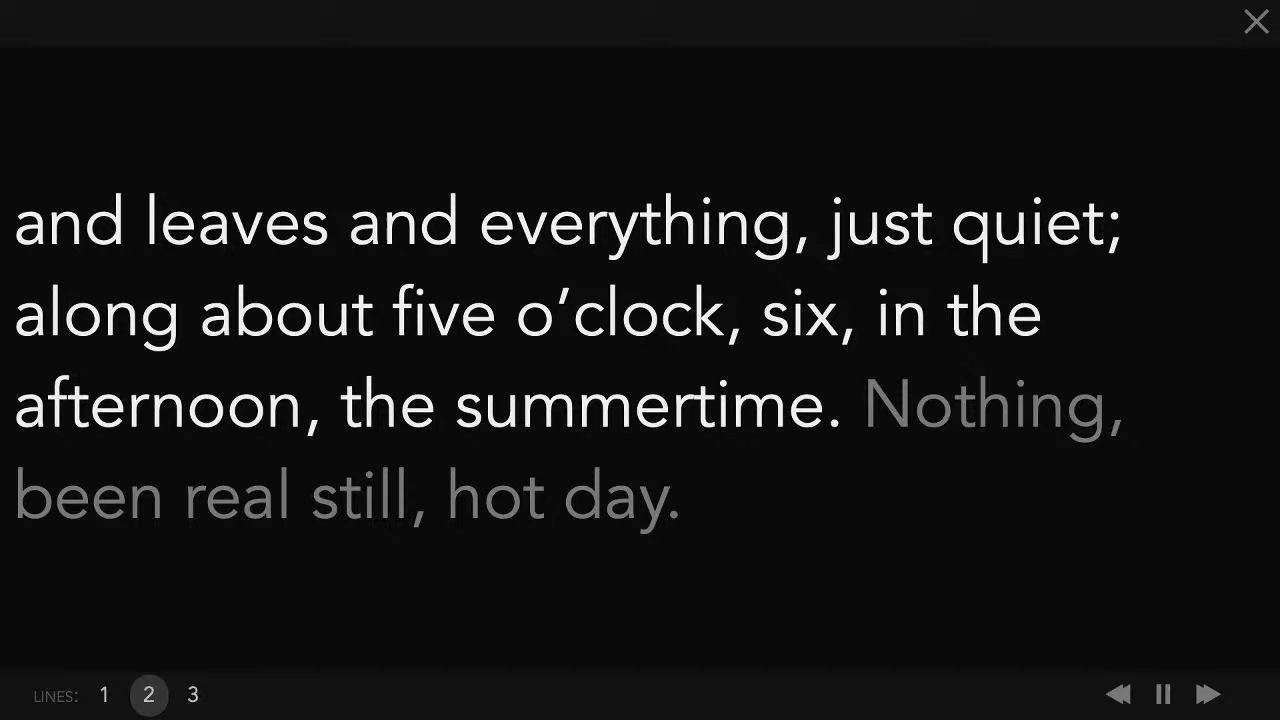 and leaves and everything, just quiet;
along about five o’clock, six, in the
afternoon, the summertime. Nothing,
been real still, hot day.
LINES: 1 2 3